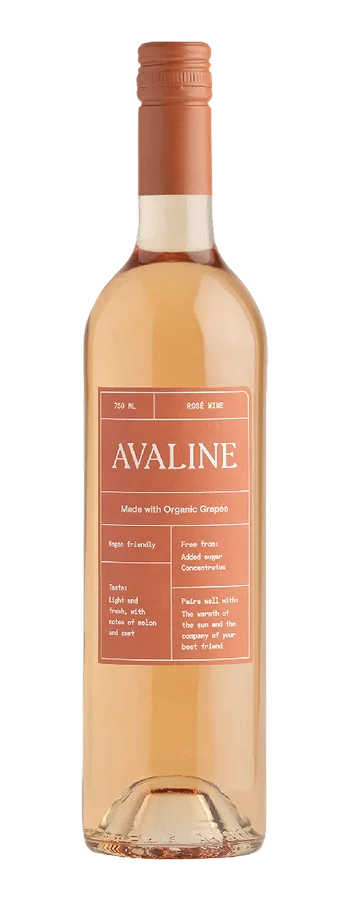 750 ML
ROSÉ WINE
AVALINE
Made with Organic Grapes
Vegan friendly
Free from:
Added sugar
Concentrates
Taste:
Light and
fresh, with
notes of melon
and zest
Pairs well with:
The warmth of
the sun and the
company of your
best friend